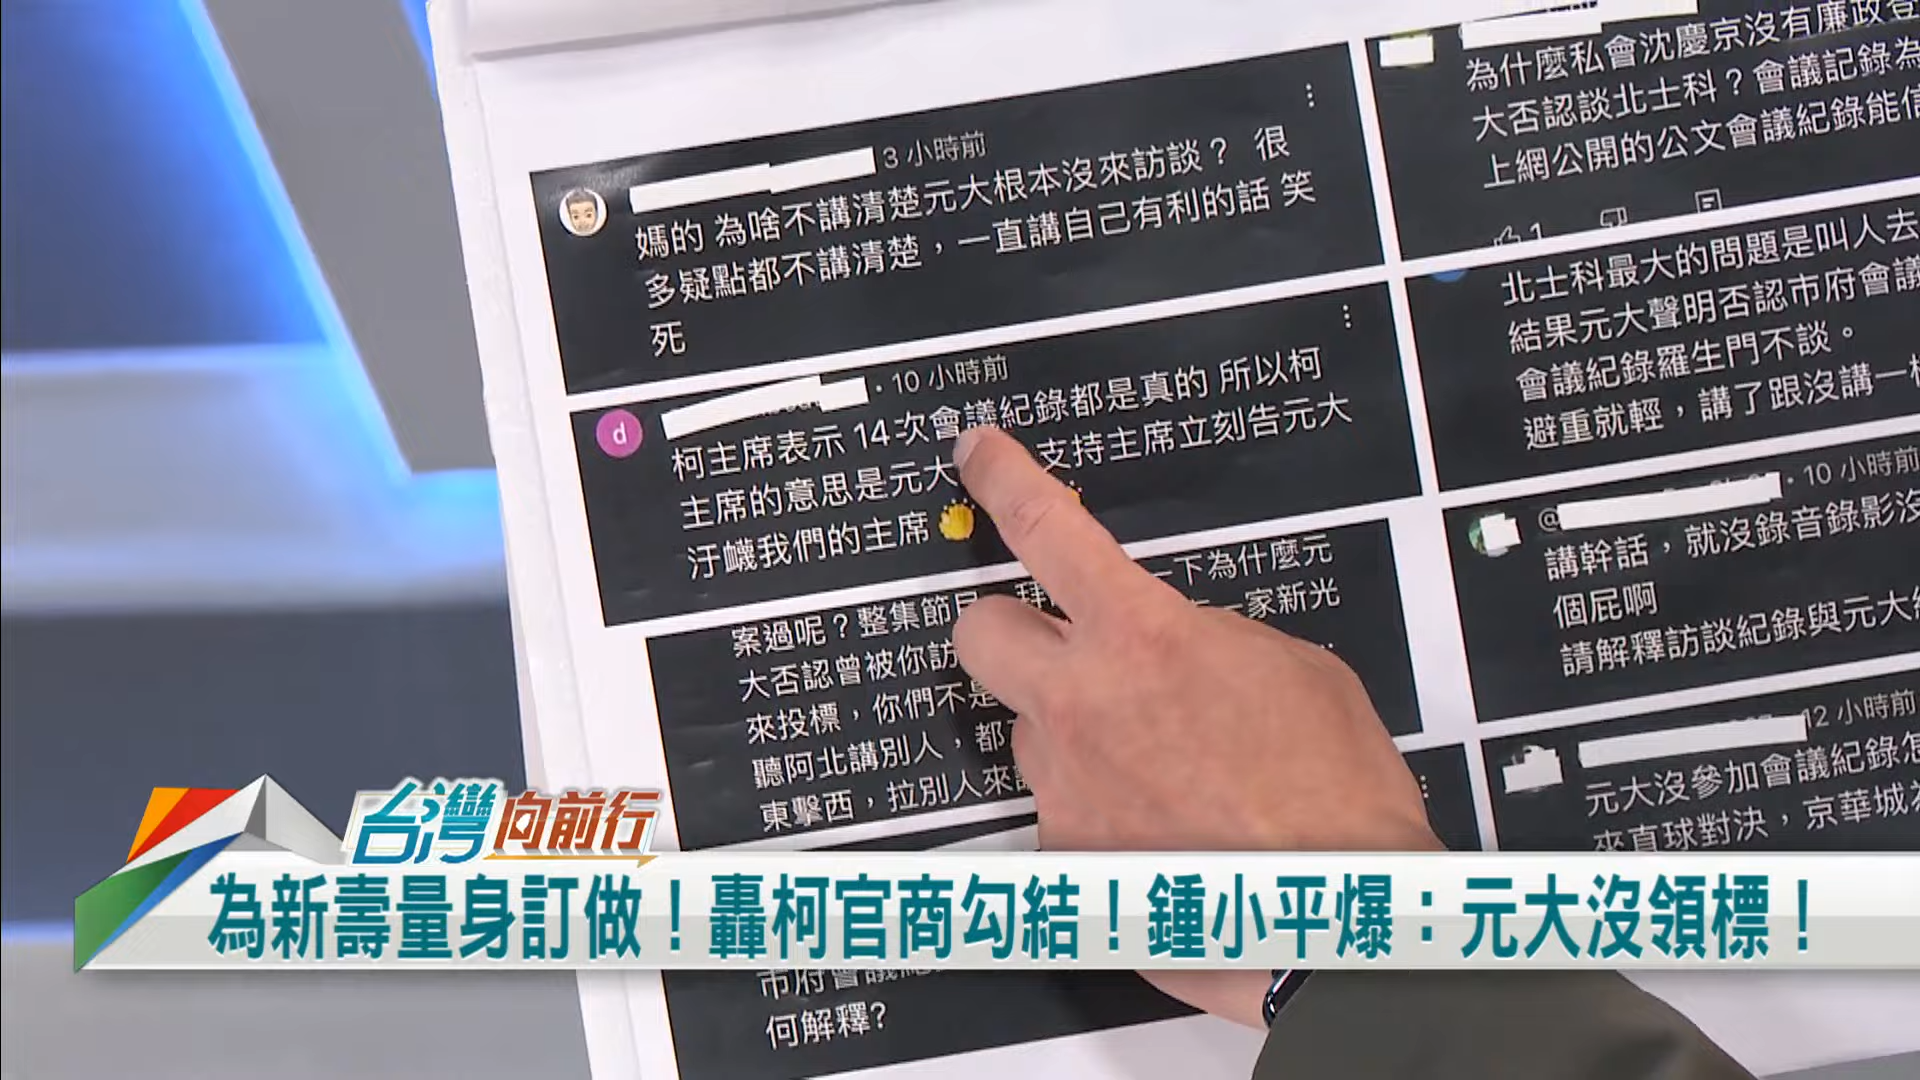 3 小時前
媽的 為啥不講清楚元大根本沒來訪談？ 很
多疑點都不講清楚，一直講自己有利的話 笑
死
· 10 小時前
d
柯主席表示 14次會議紀錄都是真的 所以柯
主席的意思是元大 支持主席立刻告元大
汙衊我們的主席
案過呢？整集節目 一下為什麼元
大否認曾被你訪 一家新光
來投標，你們不是
聽阿北講別人，都
東擊西，拉別人來
市府會議紀
何解釋?
為什麼私會沈慶京沒有廉政登
大否認談北士科？會議記錄為
上網公開的公文會議紀錄能信
1
北士科最大的問題是叫人去
結果元大聲明否認市府會議
會議紀錄羅生門不談。
避重就輕，講了跟沒講一樣
· 10 小時前
@
講幹話，就沒錄音錄影沒
個屁啊
請解釋訪談紀錄與元大
12 小時前
元大沒參加會議紀錄怎
來直球對決，京華城為
台灣向前行
為新壽量身訂做！轟柯官商勾結！鍾小平爆：元大沒領標！